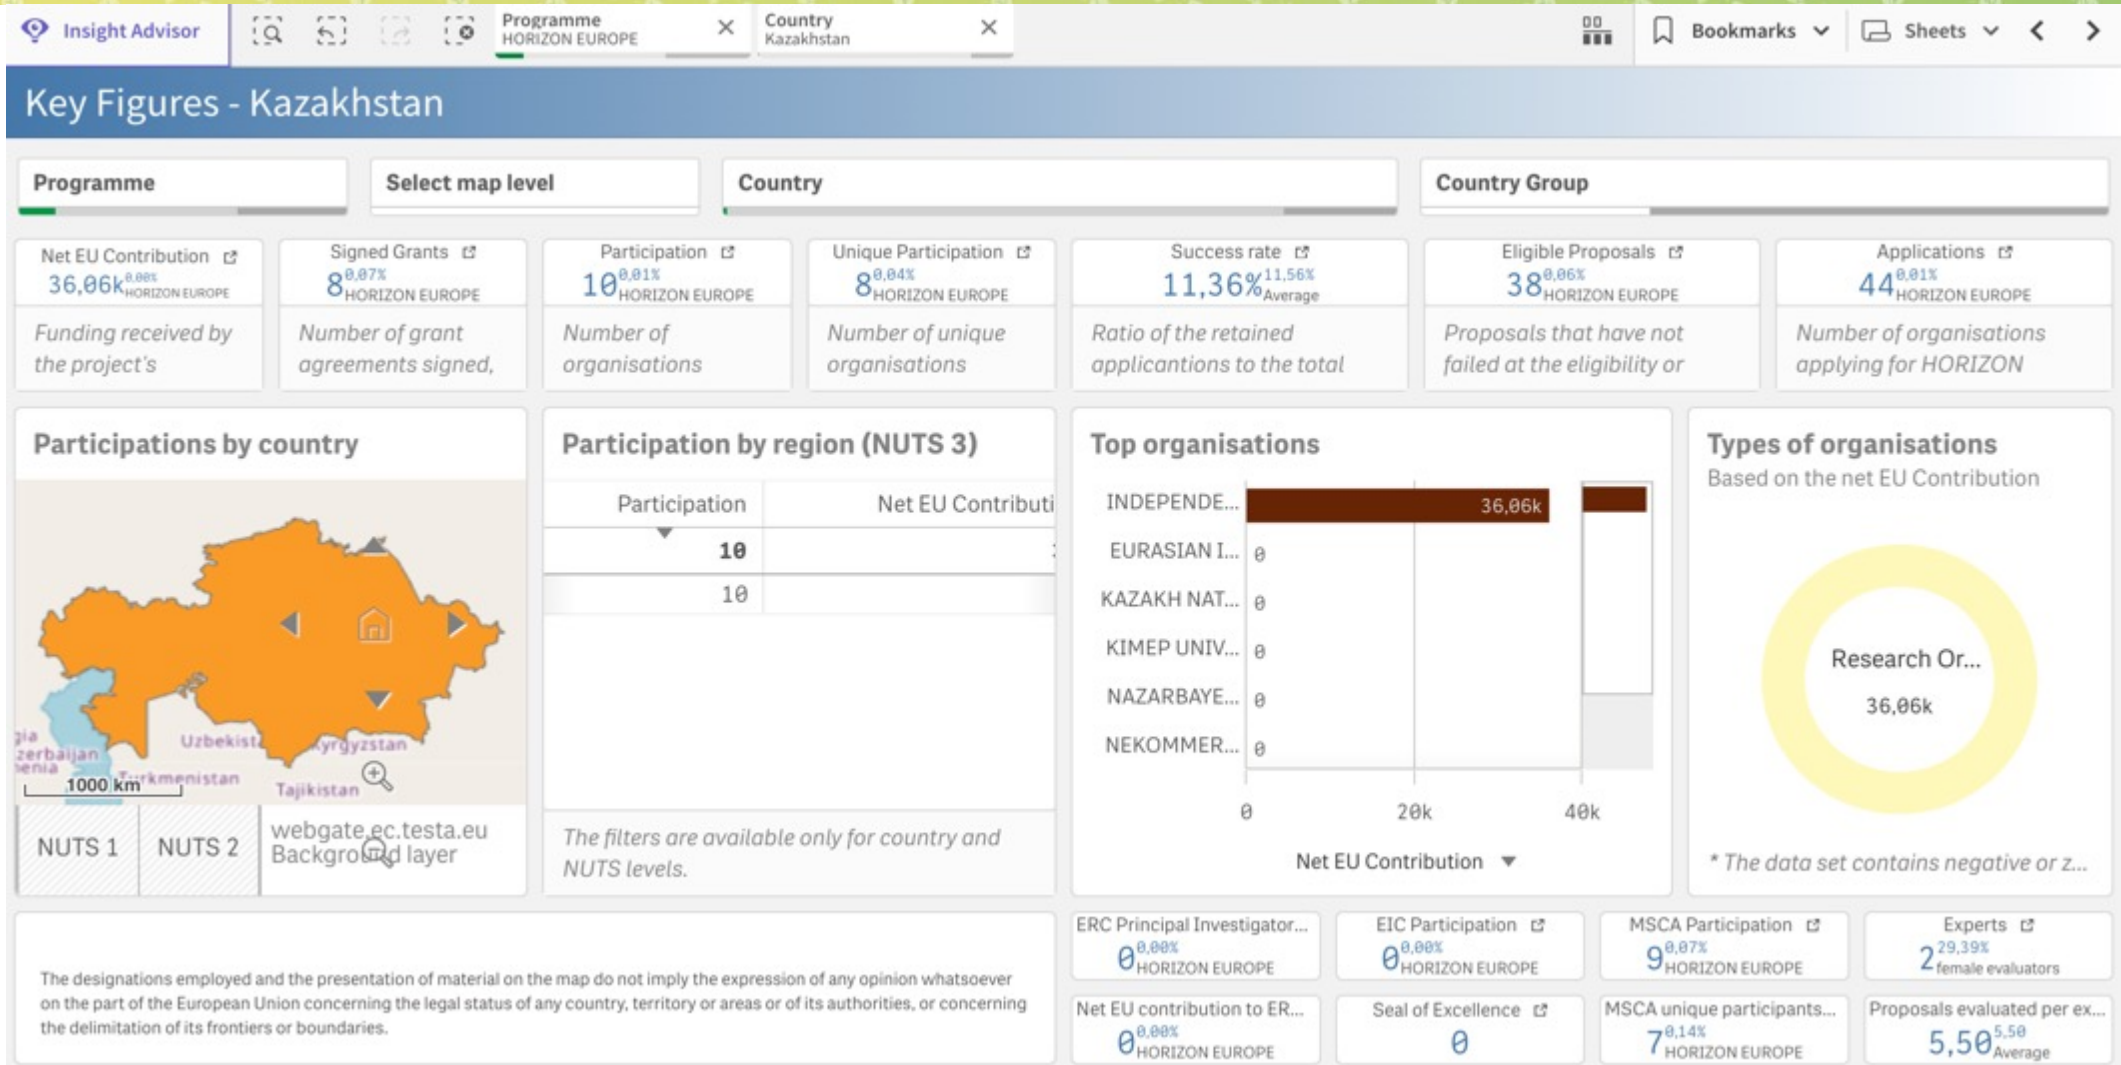 Insight Advisor
Programme
HORIZON EUROPE
Country
Kazakhstan
Bookmarks
Sheets
Key Figures - Kazakhstan
Programme
Select map level
Country
Country Group
Net EU Contribution
36,06k 0,00% HORIZON EUROPE
Funding received by
the project's
Signed Grants
8 0,07% HORIZON EUROPE
Number of grant
agreements signed,
Participation
10 0,01% HORIZON EUROPE
Number of
organisations
Unique Participation
8 0,04% HORIZON EUROPE
Number of unique
organisations
Success rate
11,36% 11,56% Average
Ratio of the retained
applicantions to the total
Eligible Proposals
38 0,06% HORIZON EUROPE
Proposals that have not
failed at the eligibility or
Applications
44 0,01% HORIZON EUROPE
Number of organisations
applying for HORIZON
Participations by country
Uzbekist
yrgyzstan
gia
zerbaijan
enia
rkmenistan
Tajikistan
1000 km
NUTS 1
NUTS 2
webgate.ec.testa.eu
Background layer
Participation by region (NUTS 3)
Participation
Net EU Contributi
10
10
The filters are available only for country and
NUTS levels.
Top organisations
INDEPENDE... 36,06k
EURASIAN I... 0
KAZAKH NAT... 0
KIMEP UNIV... 0
NAZARBAYE... 0
NEKOMMER... 0
0 20k 40k
Net EU Contribution
Types of organisations
Based on the net EU Contribution
Research Or...
36,06k
* The data set contains negative or z...
The designations employed and the presentation of material on the map do not imply the expression of any opinion whatsoever
on the part of the European Union concerning the legal status of any country, territory or areas or of its authorities, or concerning
the delimitation of its frontiers or boundaries.
ERC Principal Investigator...
0 0,00% HORIZON EUROPE
EIC Participation
0 0,00% HORIZON EUROPE
MSCA Participation
9 0,07% HORIZON EUROPE
Experts
2 29,39% female evaluators
Net EU contribution to ER...
0 0,00% HORIZON EUROPE
Seal of Excellence
0
MSCA unique participants...
7 0,14% HORIZON EUROPE
Proposals evaluated per ex...
5,50 5,50 Average